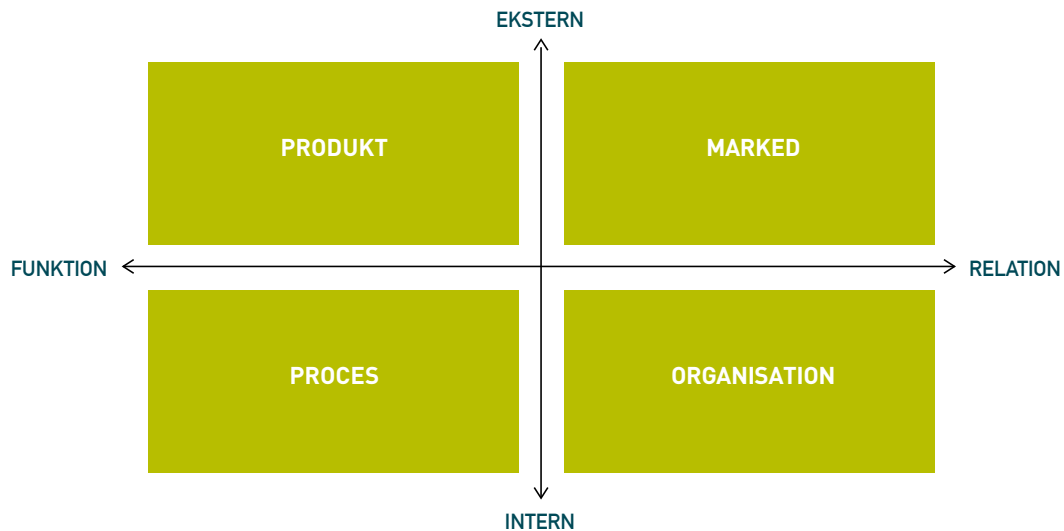 EKSTERN
PRODUKT
MARKED
FUNKTION
RELATION
PROCES
ORGANISATION
INTERN